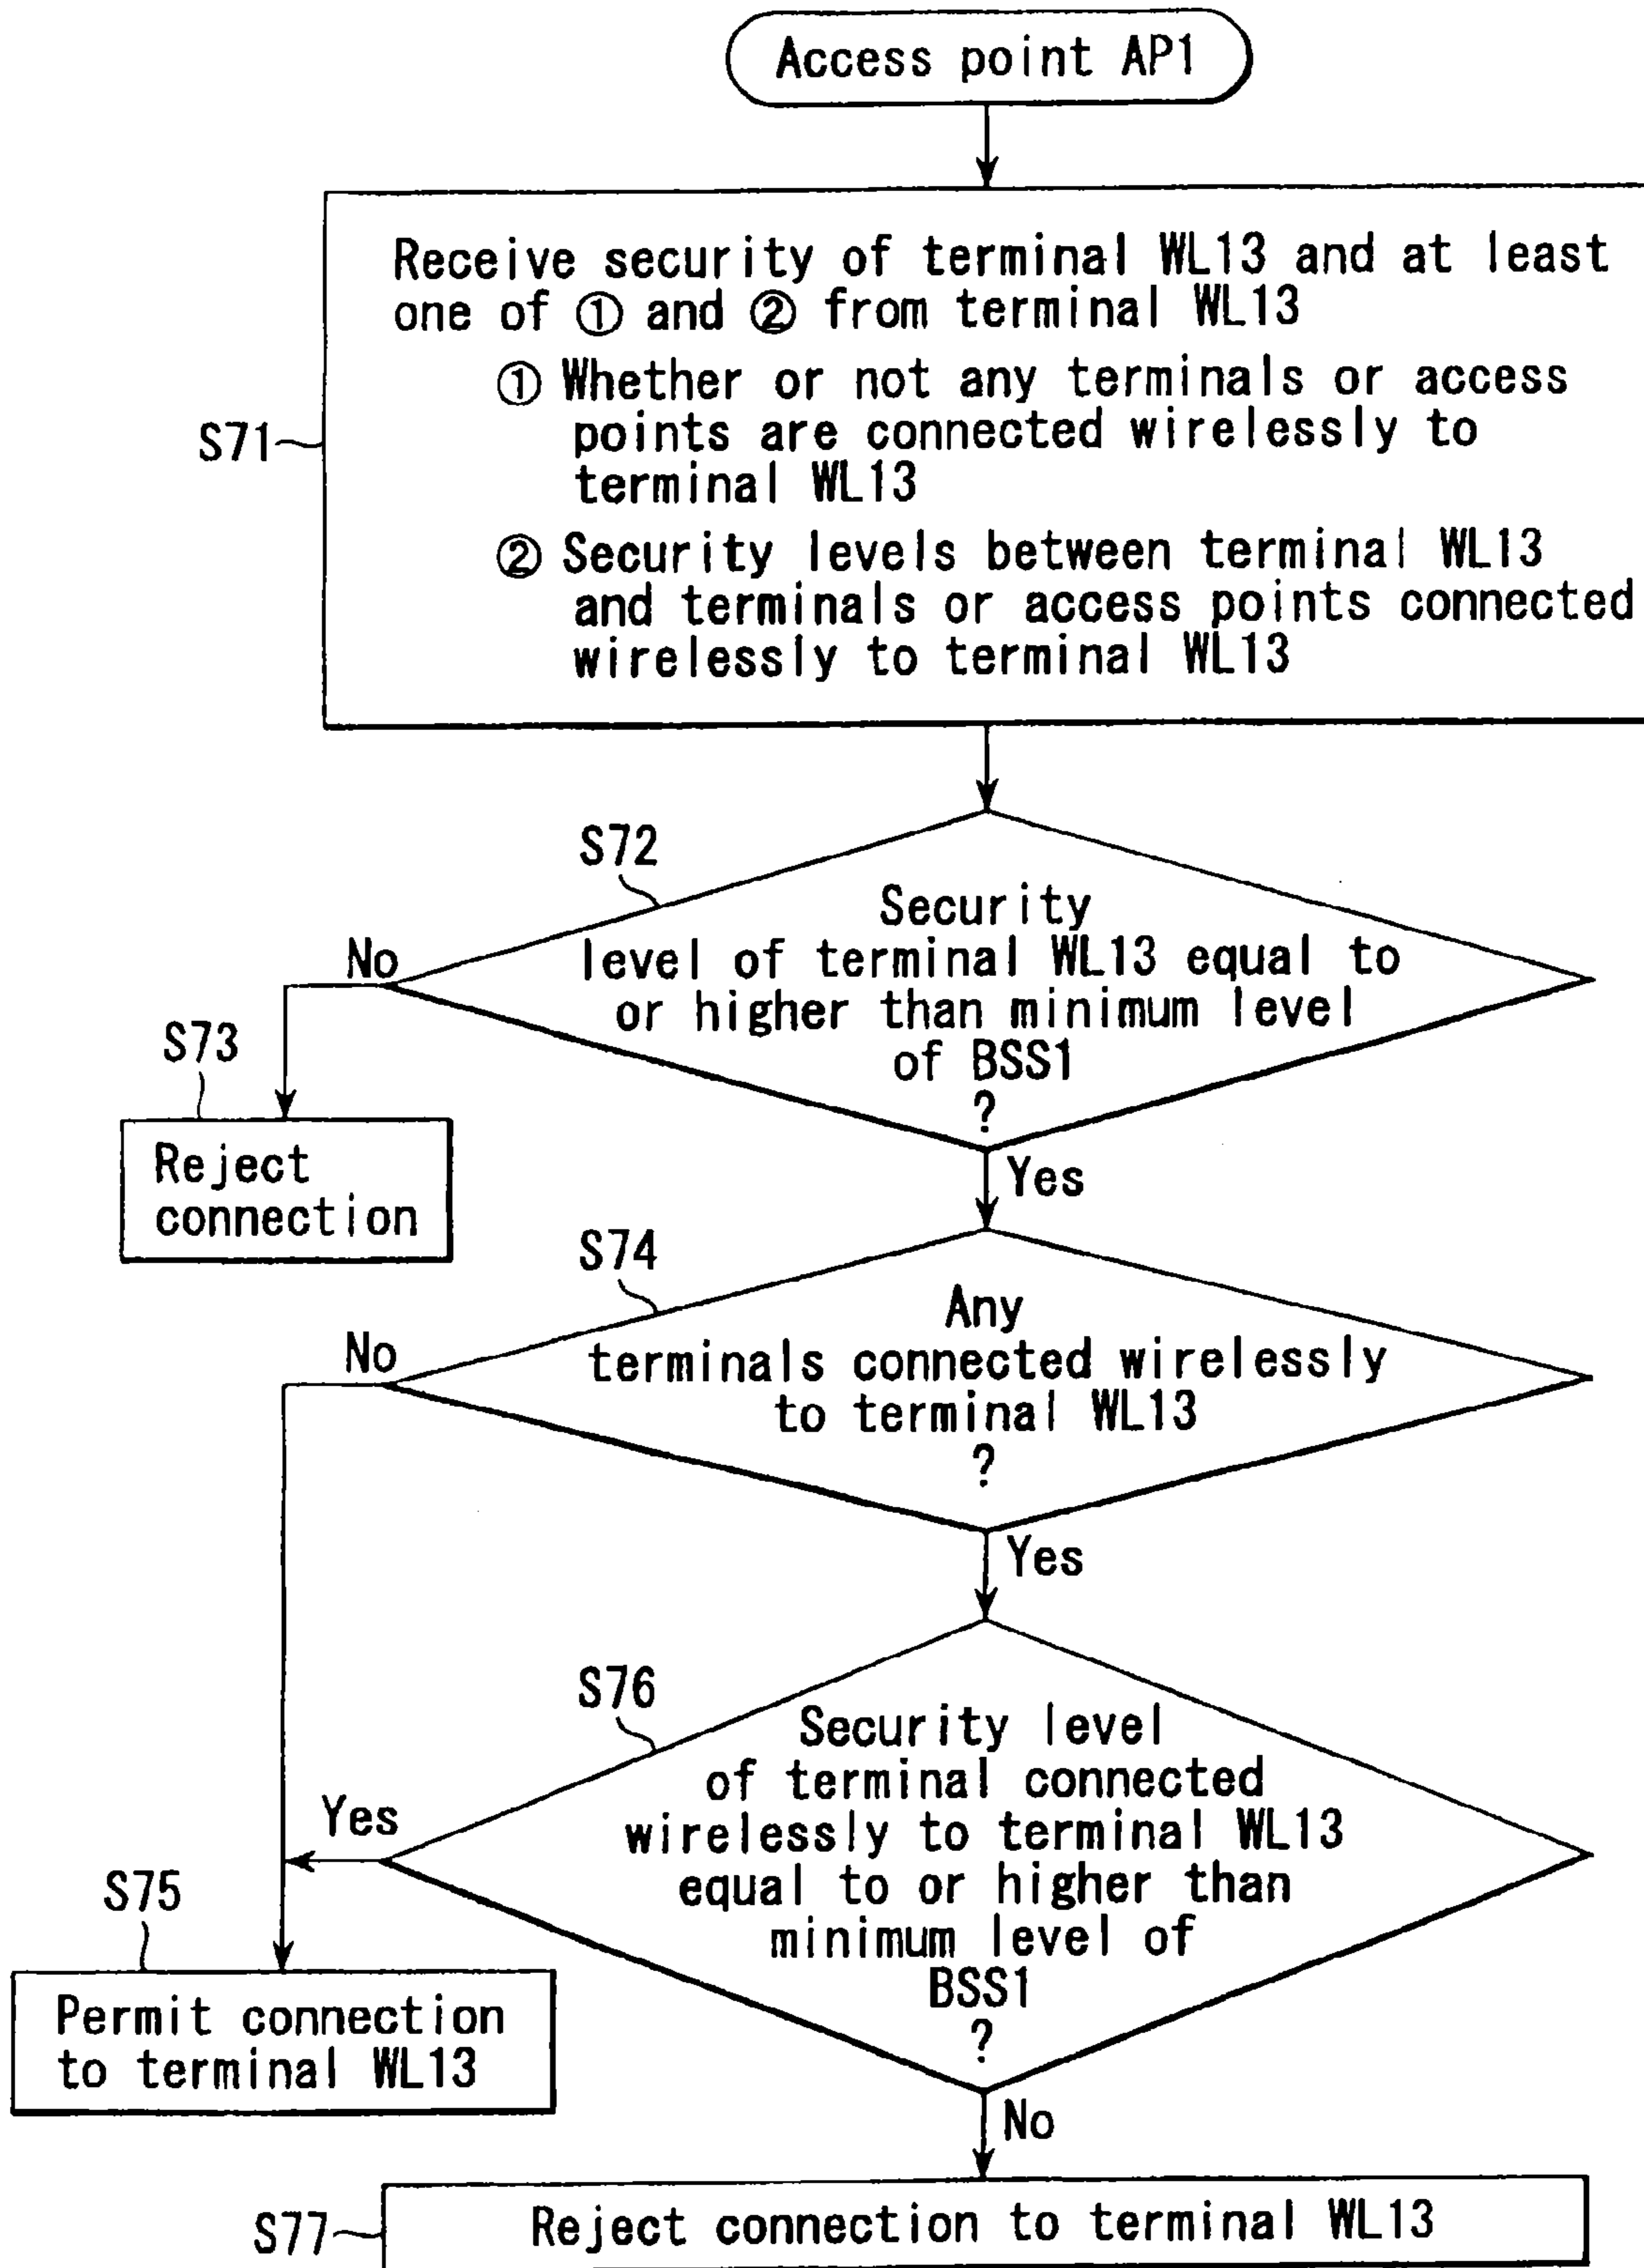 Access point AP1
Receive security of terminal WL13 and at least
one of ① and ② from terminal WL13
① Whether or not any terminals or access
points are connected wirelessly to
terminal WL13
② Security levels between terminal WL13
and terminals or access points connected
wirelessly to terminal WL13
S71
S72
Security
level of terminal WL13 equal to
or higher than minimum level
of BSS1
?
No
S73
Reject
connection
Yes
S74
Any
terminals connected wirelessly
to terminal WL13
?
No
Yes
S76
Security level
of terminal connected
wirelessly to terminal WL13
equal to or higher than
minimum level of
BSS1
?
Yes
S75
Permit connection
to terminal WL13
No
S77
Reject connection to terminal WL13